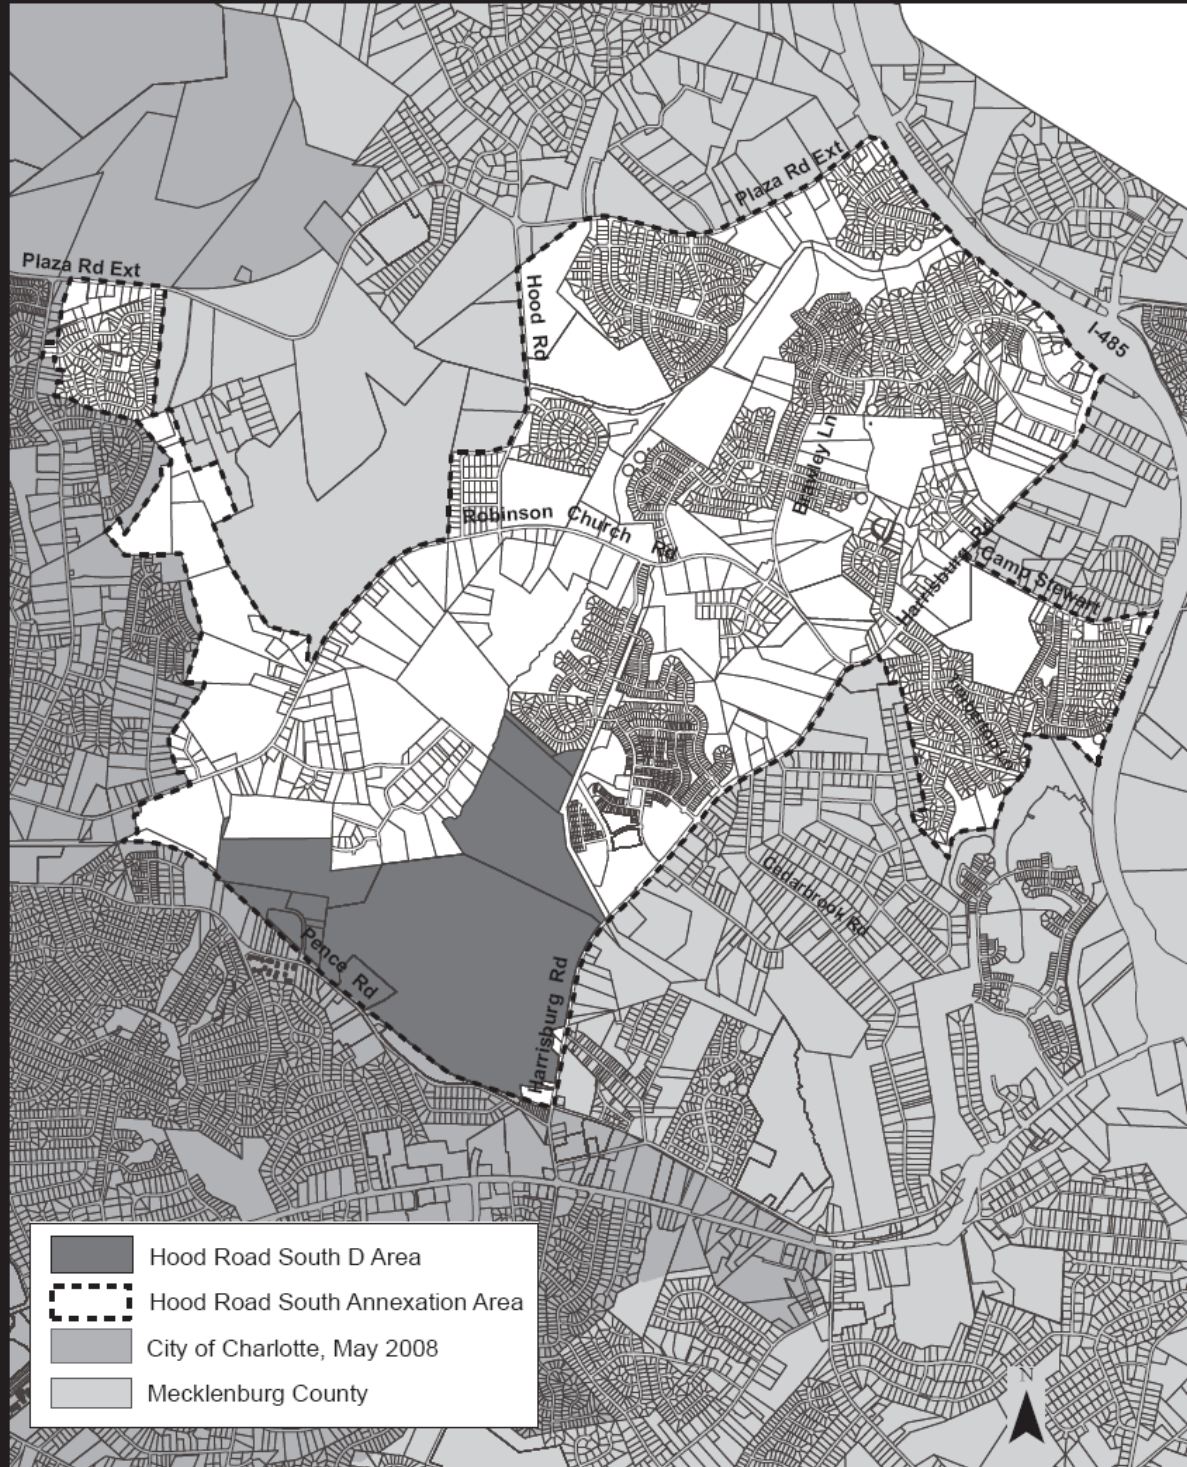 Plaza Rd Ext
Plaza Rd Ext
Hood Rd
I-485
Brawley Ln
Robinson Church Rd
Harrisburg Rd
Camp Stewart
Cedarbrook Rd
Pence Rd
Harrisburg Rd
Hood Road South D Area
Hood Road South Annexation Area
City of Charlotte, May 2008
Mecklenburg County
N